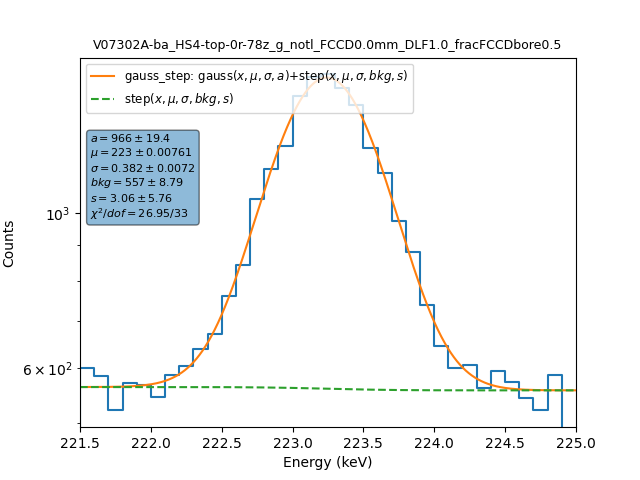 V07302A-ba_HS4-top-0r-78z_g_notl_FCCD0.0mm_DLF1.0_fracFCCDbore0.5
gauss_step: gauss(x, μ, σ, a)+step(x, μ, σ, bkg, s)
step(x, μ, σ, bkg, s)
a = 966 ± 19.4
μ = 223 ± 0.00761
σ = 0.382 ± 0.0072
bkg = 557 ± 8.79
s = 3.06 ± 5.76
χ²/dof = 26.95/33
10³
6 × 10²
Counts
221.5 222.0 222.5 223.0 223.5 224.0 224.5 225.0
Energy (keV)